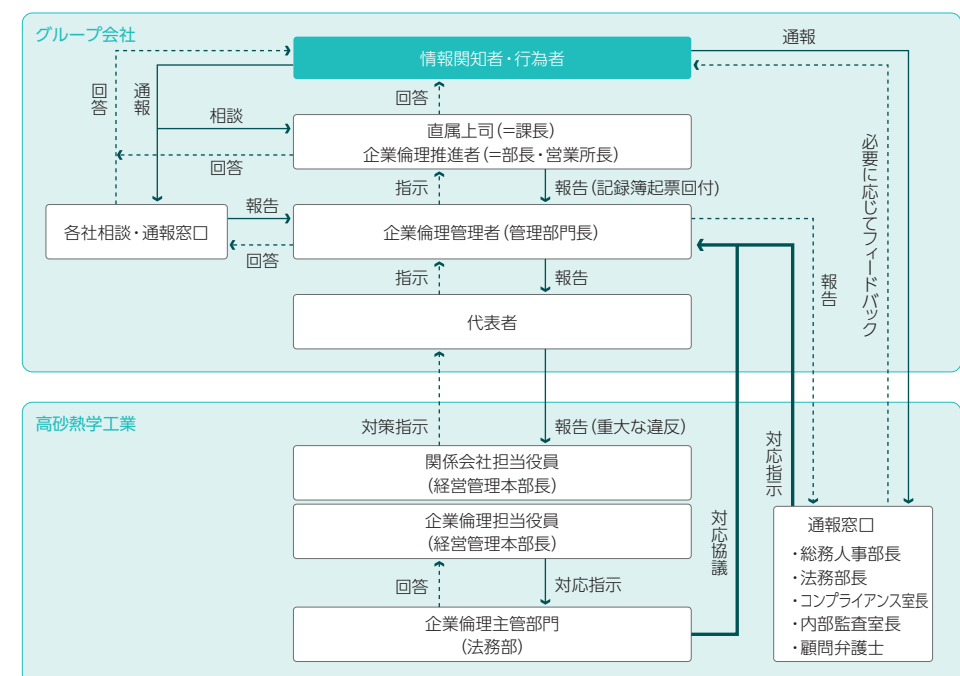 グループ会社
通報
情報関知者・行為者
回答
通報
回答
相談
直属上司(=課長)
企業倫理推進者(=部長・営業所長)
回答
必要に応じてフィードバック
指示
報告(記録簿起票回付)
報告
各社相談・通報窓口
企業倫理管理者(管理部門長)
回答
指示
報告
報告
代表者
高砂熱学工業
対策指示
報告(重大な違反)
対応指示
関係会社担当役員
(経営管理本部長)
企業倫理担当役員
(経営管理本部長)
対応協議
回答
対応指示
企業倫理主管部門
(法務部)
通報窓口
・総務人事部長
・法務部長
・コンプライアンス室長
・内部監査室長
・顧問弁護士